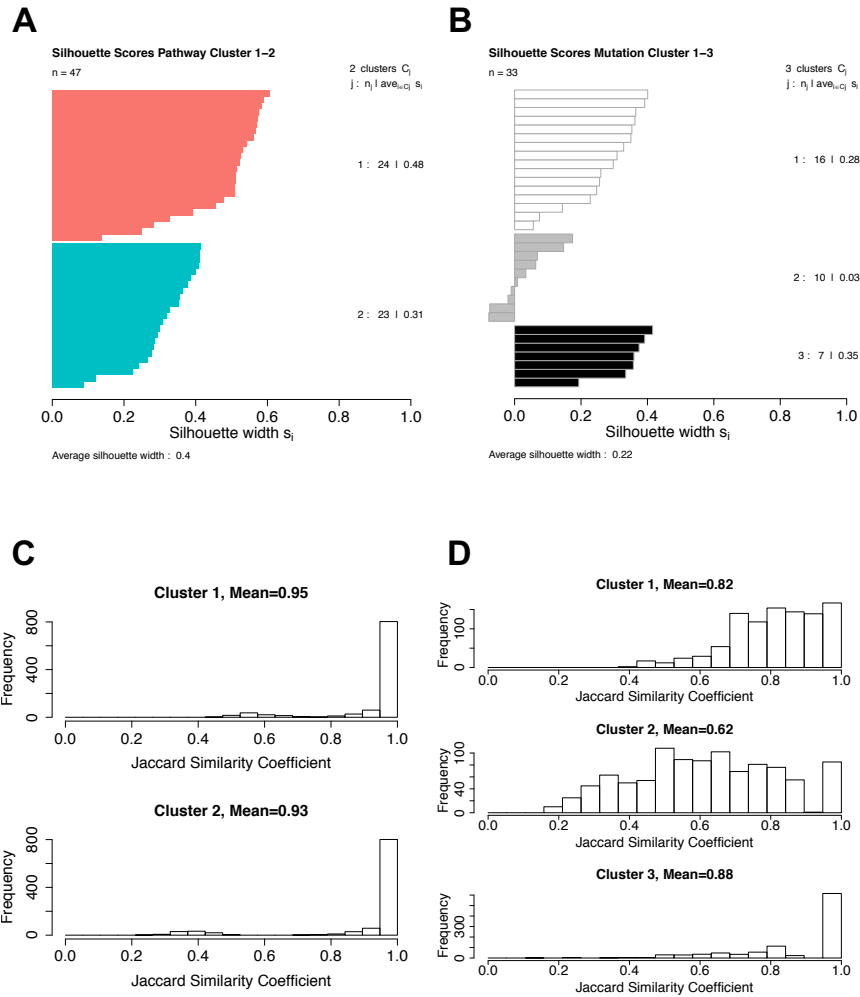 A
Silhouette Scores Pathway Cluster 1−2
n = 47
2 clusters Cj
j : nj | avei∈Cj si
1 : 24 | 0.48
2 : 23 | 0.31
0.0 0.2 0.4 0.6 0.8 1.0
Silhouette width si
Average silhouette width : 0.4
B
Silhouette Scores Mutation Cluster 1−3
n = 33
3 clusters Cj
j : nj | avei∈Cj si
1 : 16 | 0.28
2 : 10 | 0.03
3 : 7 | 0.35
0.0 0.2 0.4 0.6 0.8 1.0
Silhouette width si
Average silhouette width : 0.22
C
Cluster 1, Mean=0.95
Frequency
0 400 800
0.0 0.2 0.4 0.6 0.8 1.0
Jaccard Similarity Coefficient
Cluster 2, Mean=0.93
Frequency
0 400 800
0.0 0.2 0.4 0.6 0.8 1.0
Jaccard Similarity Coefficient
D
Cluster 1, Mean=0.82
Frequency
0 100
0.0 0.2 0.4 0.6 0.8 1.0
Jaccard Similarity Coefficient
Cluster 2, Mean=0.62
Frequency
0 40 100
0.0 0.2 0.4 0.6 0.8 1.0
Jaccard Similarity Coefficient
Cluster 3, Mean=0.88
Frequency
0 300
0.0 0.2 0.4 0.6 0.8 1.0
Jaccard Similarity Coefficient